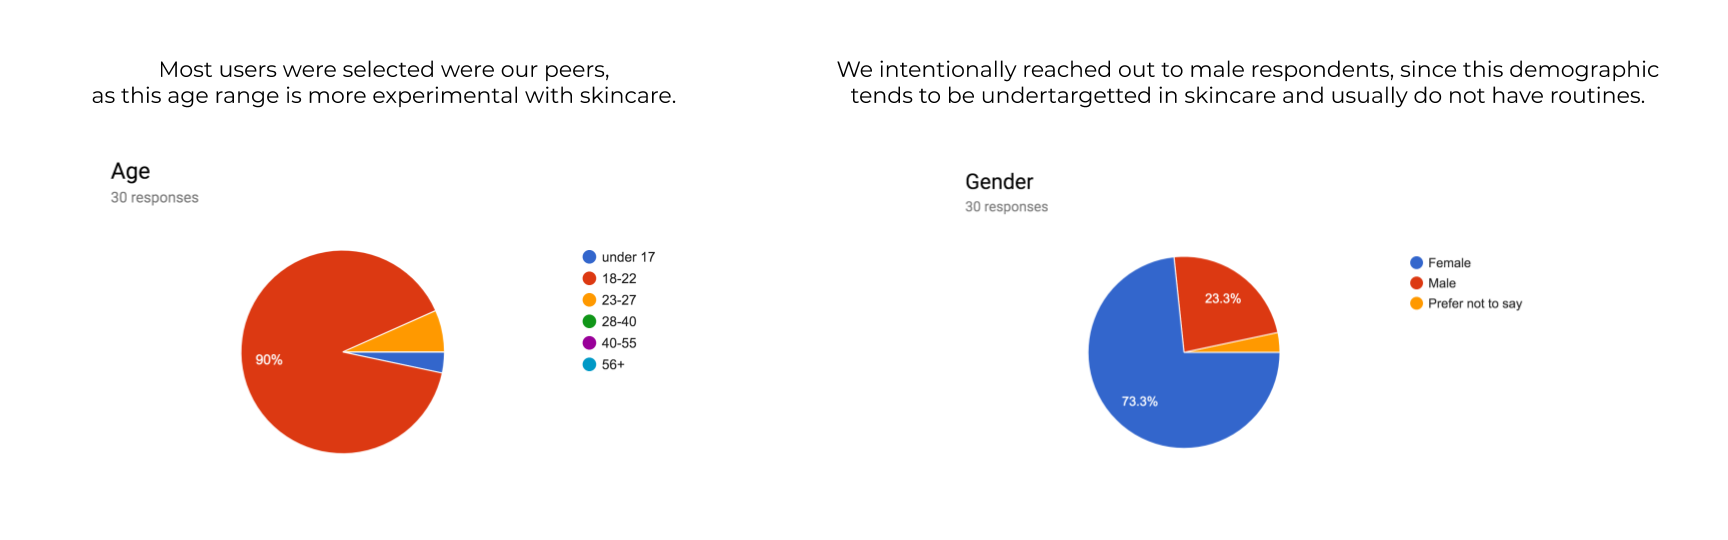 Most users were selected were our peers,
as this age range is more experimental with skincare.
Age
30 responses
90%
under 17
18-22
23-27
28-40
40-55
56+
We intentionally reached out to male respondents, since this demographic
tends to be undertargetted in skincare and usually do not have routines.
Gender
30 responses
23.3%
73.3%
Female
Male
Prefer not to say